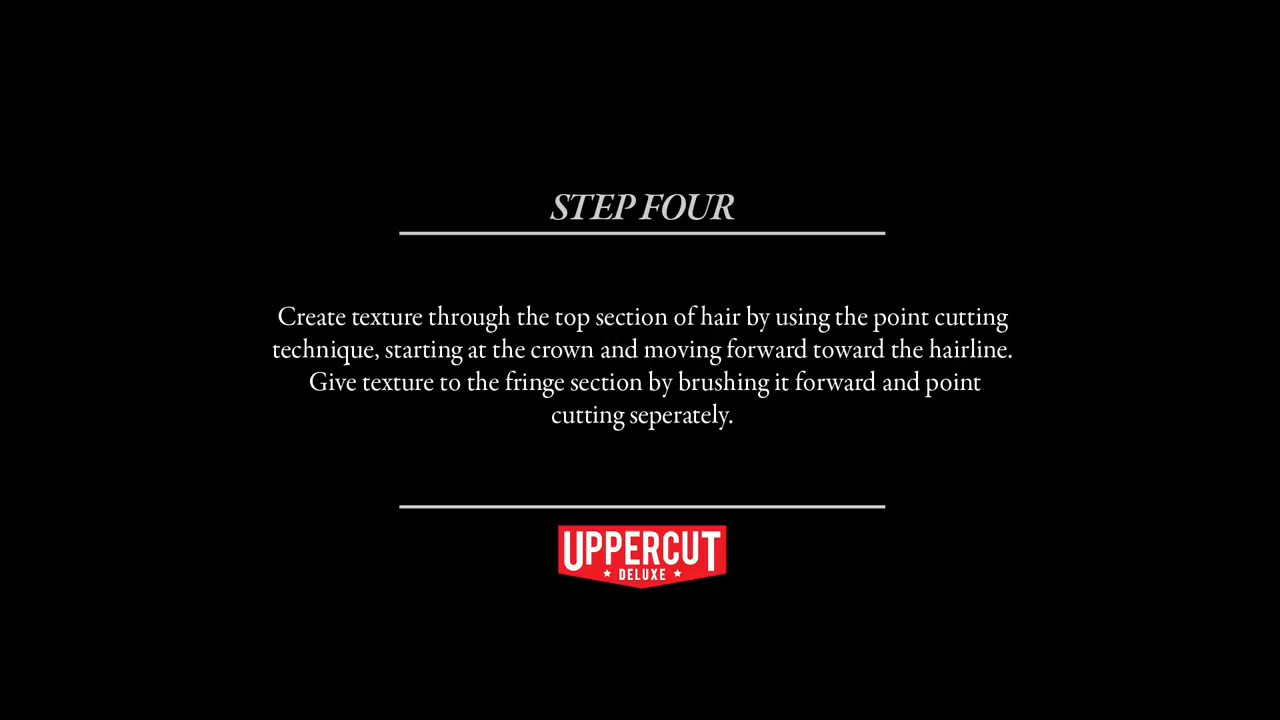 STEP FOUR
Create texture through the top section of hair by using the point cutting
technique, starting at the crown and moving forward toward the hairline.
Give texture to the fringe section by brushing it forward and point
cutting seperately.
UPPERCUT
DELUXE